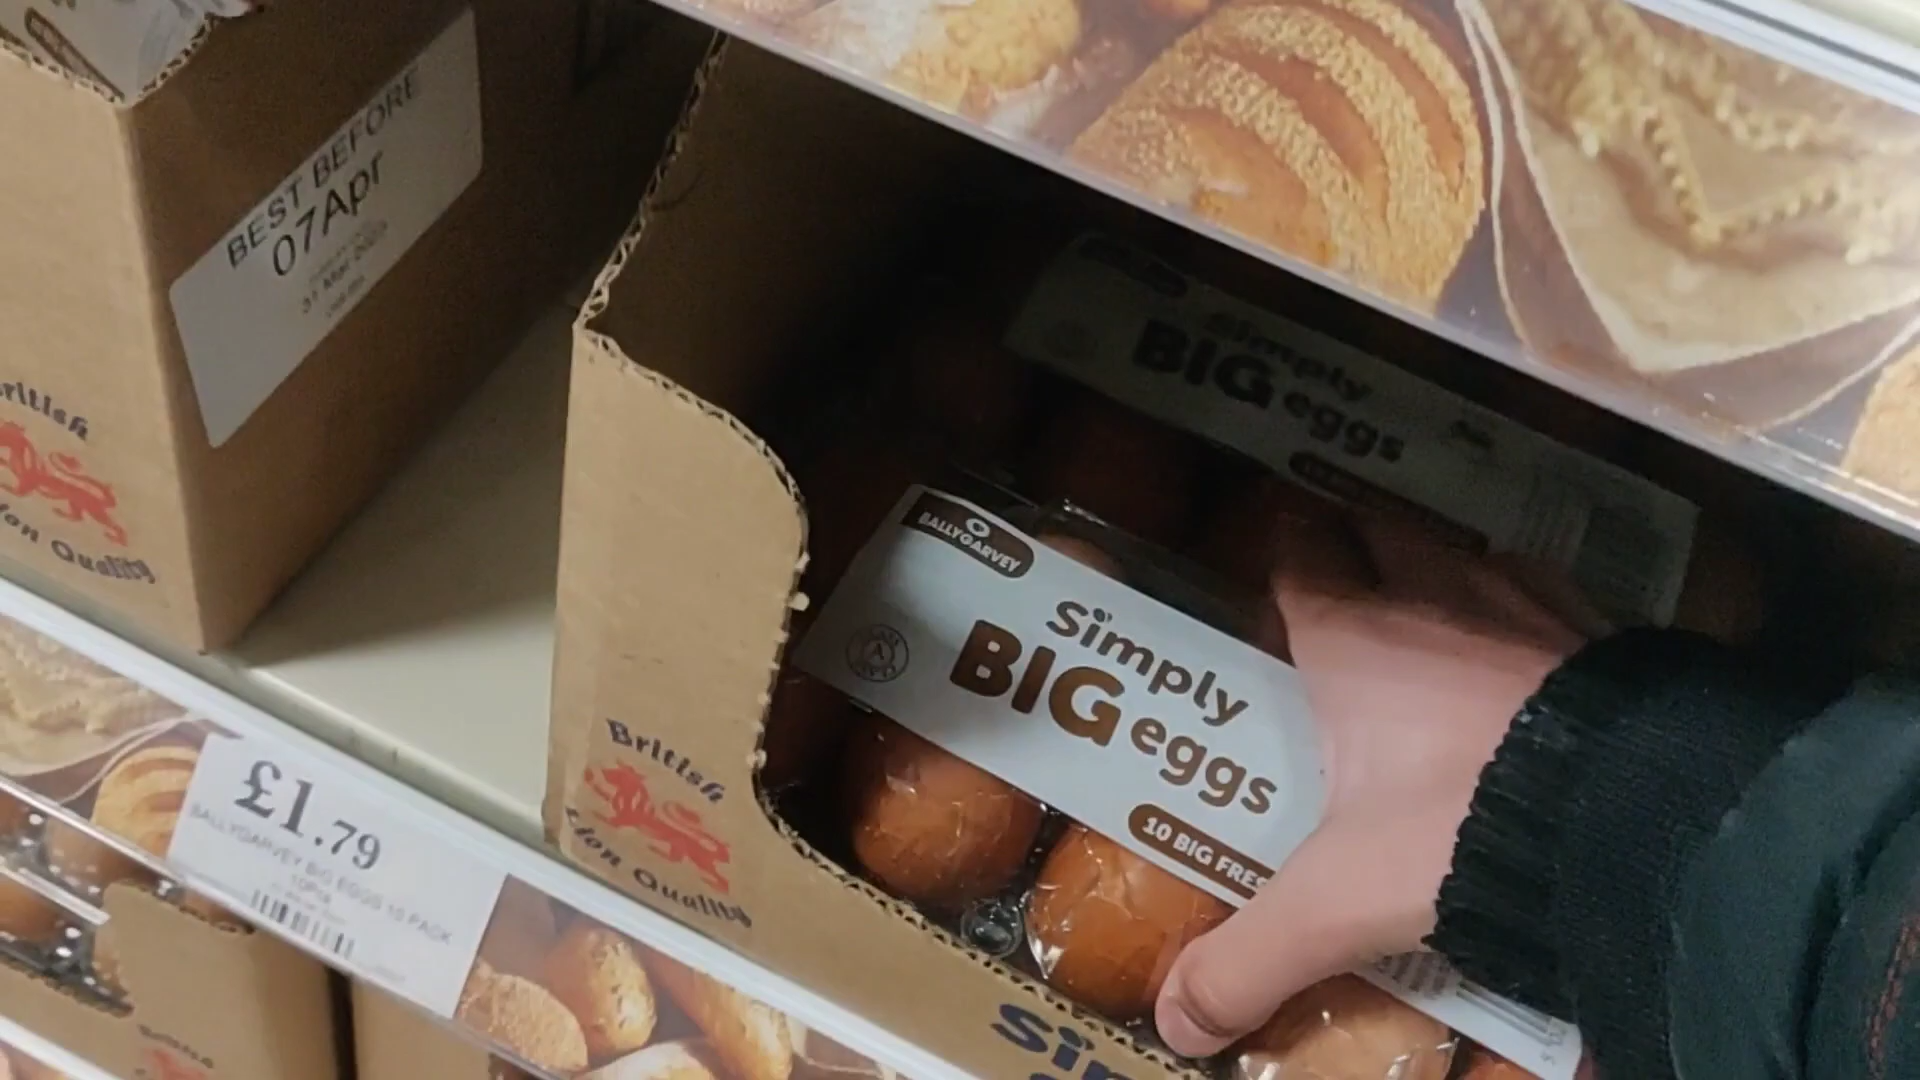 BEST BEFORE
07Apr
British
Lion Quality
Simply
BIG eggs
BALLYGARVEY
Simply
BIG eggs
10 BIG FRES
British
Lion Quality
£1.79
BALLYGARVEY BIG EGGS 10 PACK
Sim